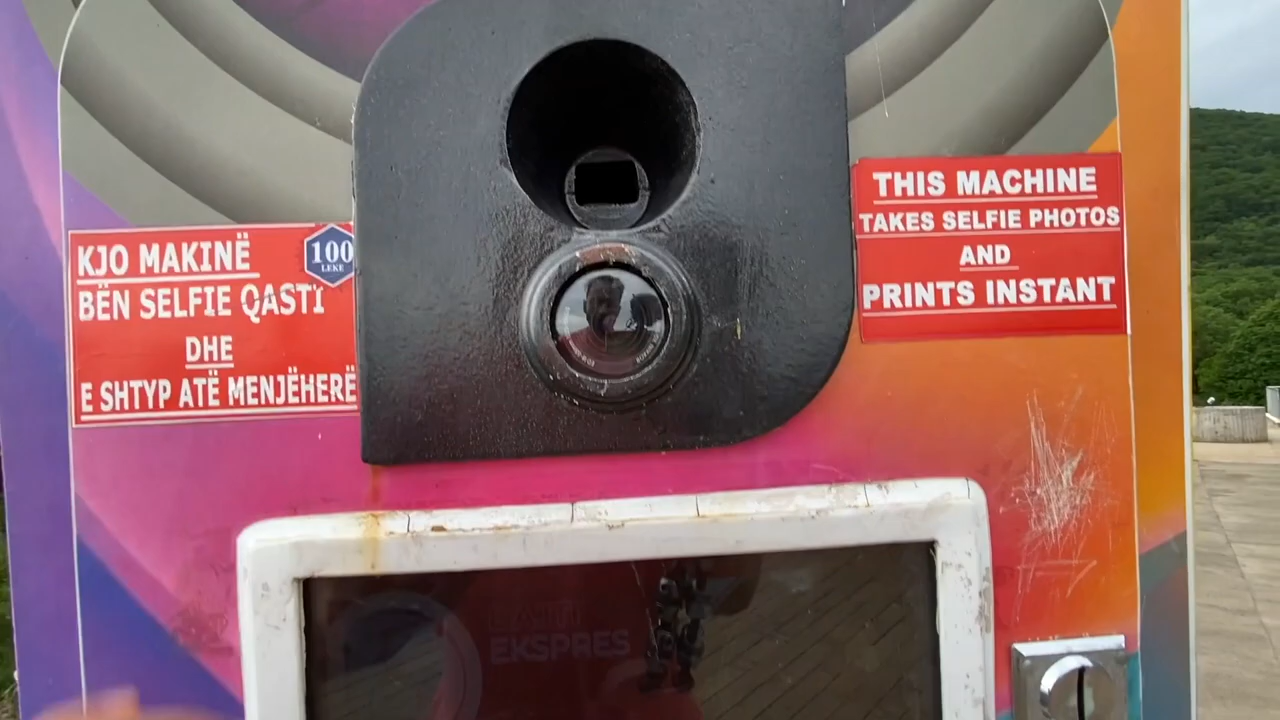 KJO MAKINË
100
LEKE
BËN SELFIE QASTI
DHE
E SHTYP ATË MENJËHERË
THIS MACHINE
TAKES SELFIE PHOTOS
AND
PRINTS INSTANT
EKSPRES